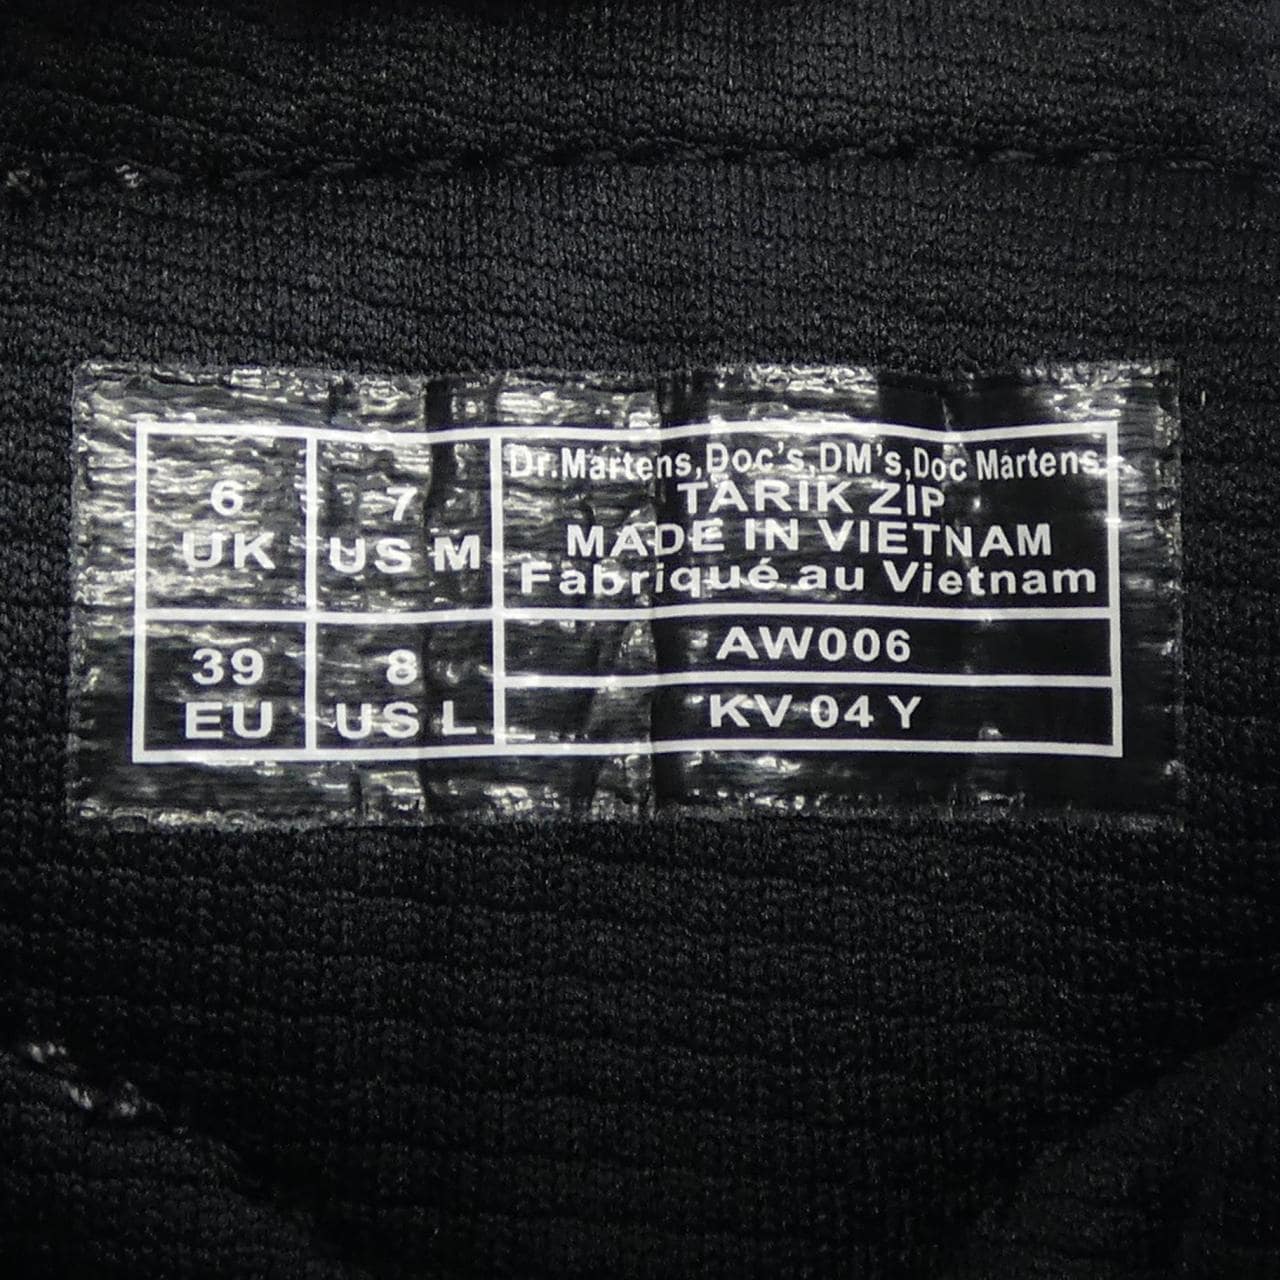 6
UK
7
US M
Dr.Martens,Doc's,DM's,Doc Martens
TARIK ZIP
MADE IN VIETNAM
Fabriqué au Vietnam
39
EU
8
US L
AW006
KV 04 Y